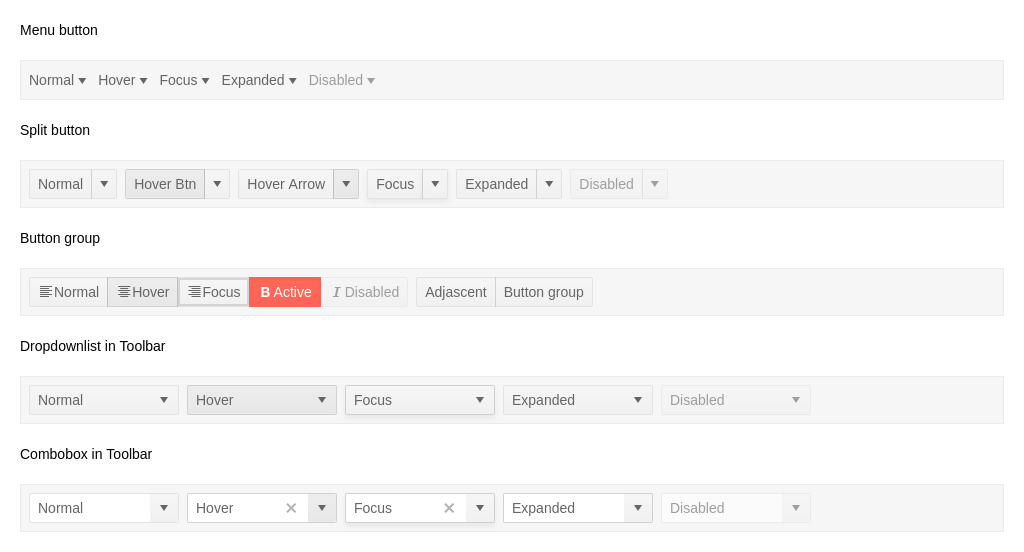 Menu button
Normal Hover Focus Expanded Disabled
Split button
Normal Hover Btn Hover Arrow Focus Expanded Disabled
Button group
Normal Hover Focus B Active I Disabled Adjascent Button group
Dropdownlist in Toolbar
Normal Hover Focus Expanded Disabled
Combobox in Toolbar
Normal Hover Focus Expanded Disabled